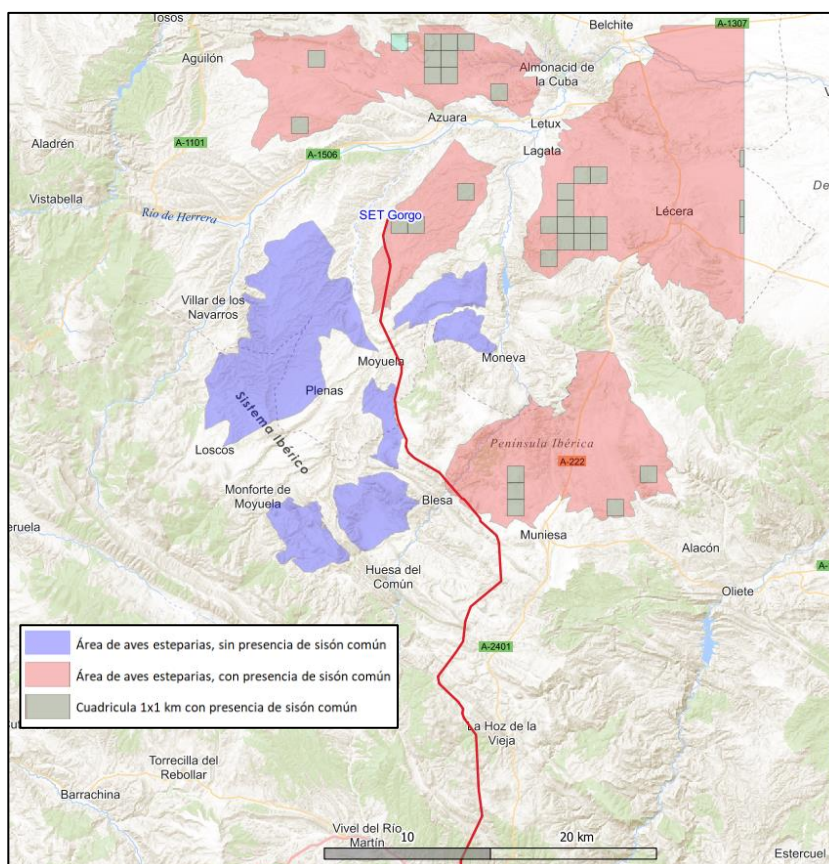 Tosos
Belchite
A-1307
Aguilón
Almonacid de
la Cuba
Azuara
Letux
A-1101
Aladrén
A-1506
Lagata
Vistabella
Río de Herrera
SET Gorgo
Lécera
De
Villar de los
Navarros
Moyuela
Moneva
Plenas
Sistema Ibérico
Península Ibérica
Loscos
A-222
Monforte de
Moyuela
Blesa
eruela
Muniesa
Alacón
Huesa del
Común
A-
Oliete
Área de aves esteparias, sin presencia de sisón común
A-2401
Área de aves esteparias, con presencia de sisón común
Cuadricula 1x1 km con presencia de sisón común
La Hoz de la
Vieja
Torrecilla del
Rebollar
Barrachina
Vivel del Río
Martín
10
20 km
Estercuel